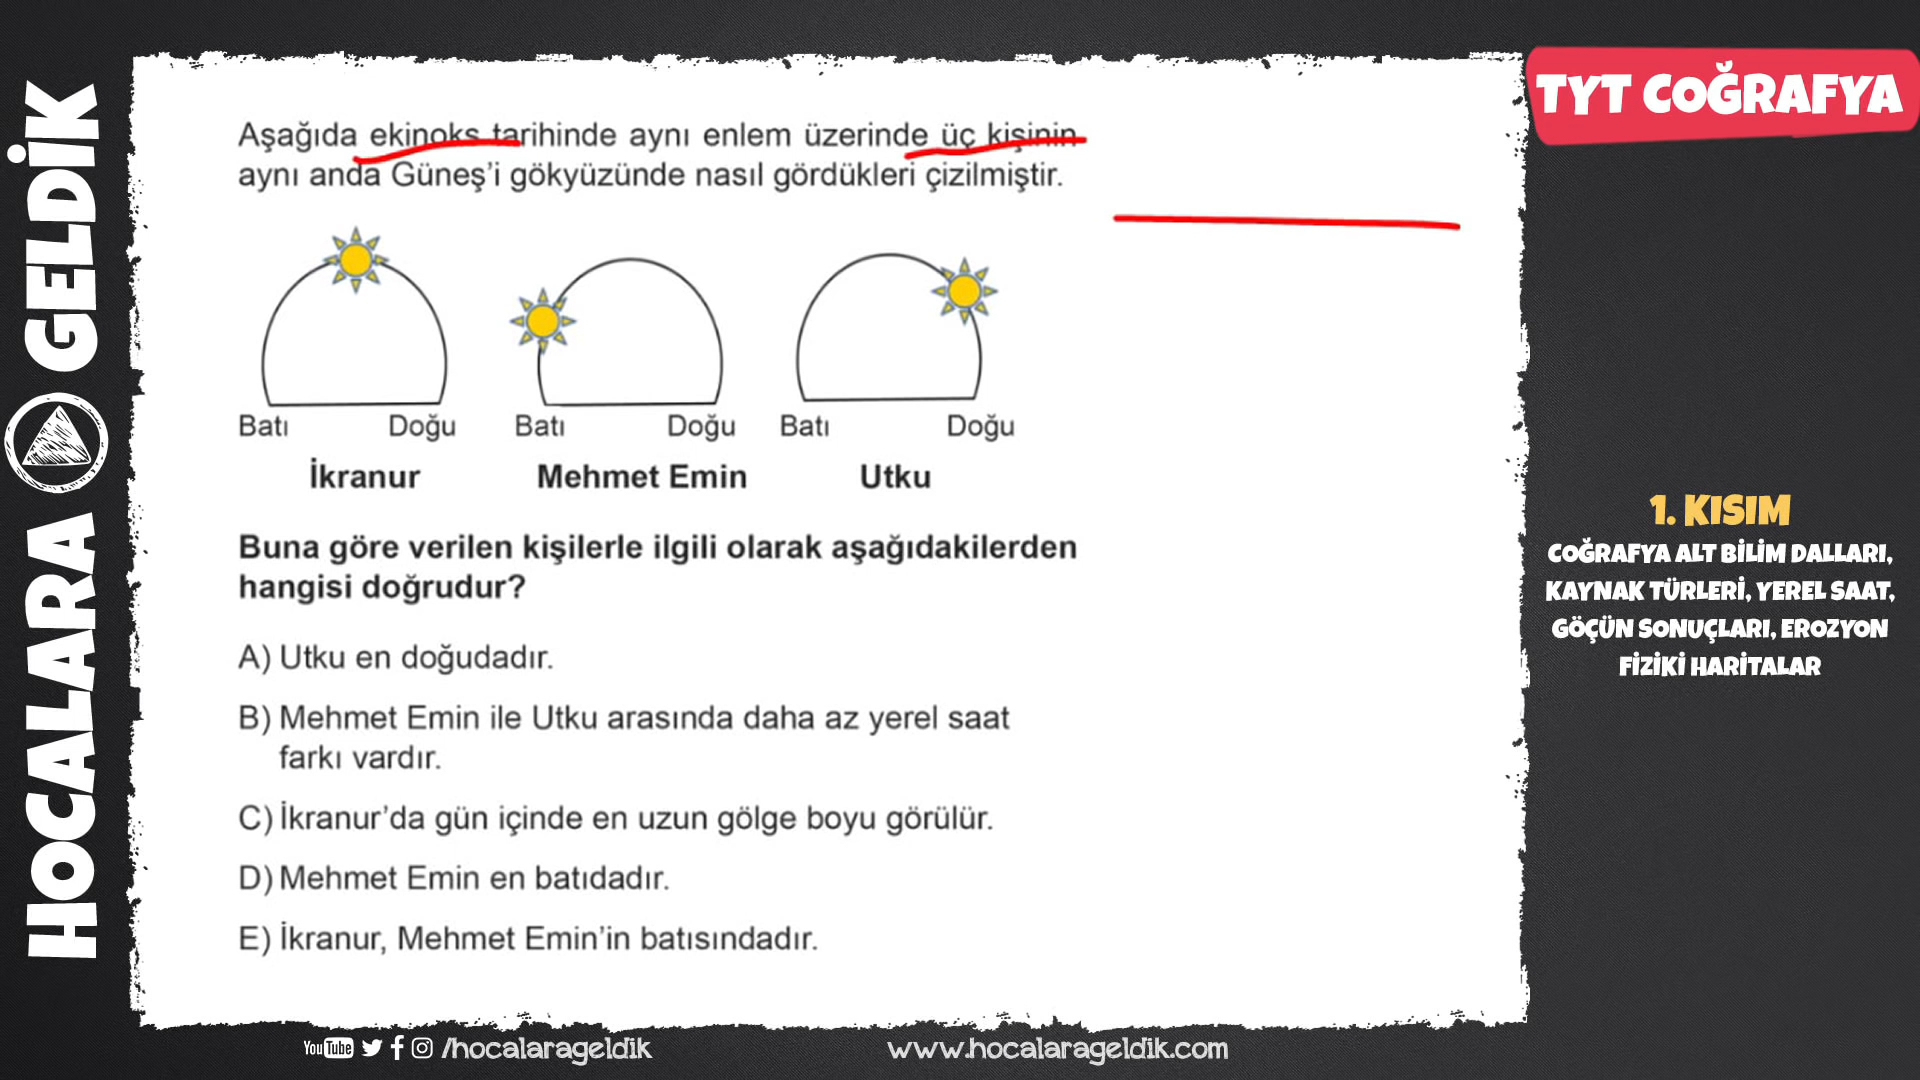 HOCALARA GELDİK
TYT COĞRAFYA
Aşağıda ekinoks tarihinde aynı enlem üzerinde üç kişinin
aynı anda Güneş’i gökyüzünde nasıl gördükleri çizilmiştir.
Batı Doğu Batı Doğu Batı Doğu
İkranur Mehmet Emin Utku
Buna göre verilen kişilerle ilgili olarak aşağıdakilerden
hangisi doğrudur?
A) Utku en doğudadır.
B) Mehmet Emin ile Utku arasında daha az yerel saat
farkı vardır.
C) İkranur’da gün içinde en uzun gölge boyu görülür.
D) Mehmet Emin en batıdadır.
E) İkranur, Mehmet Emin’in batısındadır.
1. KISIM
COĞRAFYA ALT BİLİM DALLARI,
KAYNAK TÜRLERİ, YEREL SAAT,
GÖÇÜN SONUÇLARI, EROZYON
FİZİKİ HARİTALAR
YouTube /hocalarageldik www.hocalarageldik.com